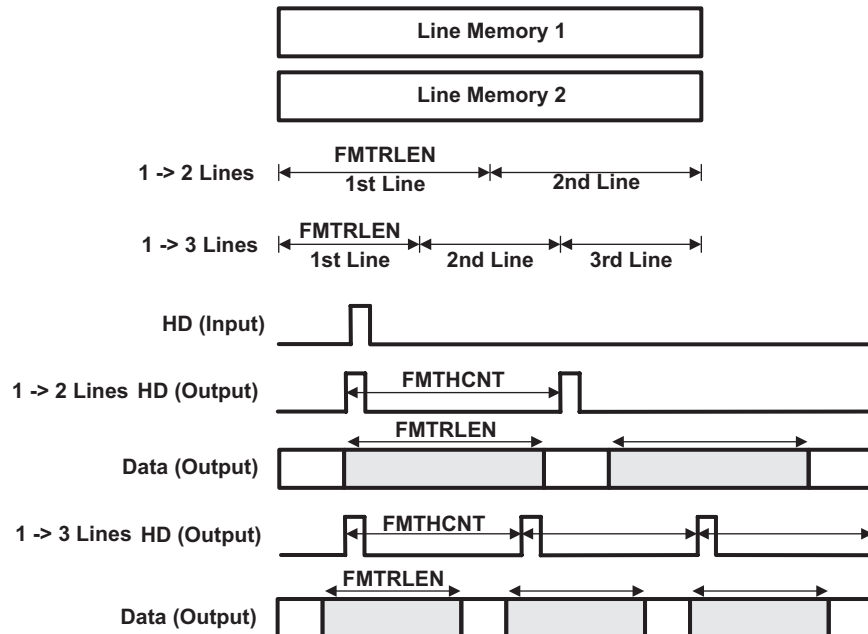 Line Memory 1
Line Memory 2
1 -> 2 Lines
FMTRLEN
1st Line
2nd Line
1 -> 3 Lines
FMTRLEN
1st Line
2nd Line
3rd Line
HD (Input)
1 -> 2 Lines HD (Output)
FMTHCNT
FMTRLEN
Data (Output)
1 -> 3 Lines HD (Output)
FMTHCNT
FMTRLEN
Data (Output)